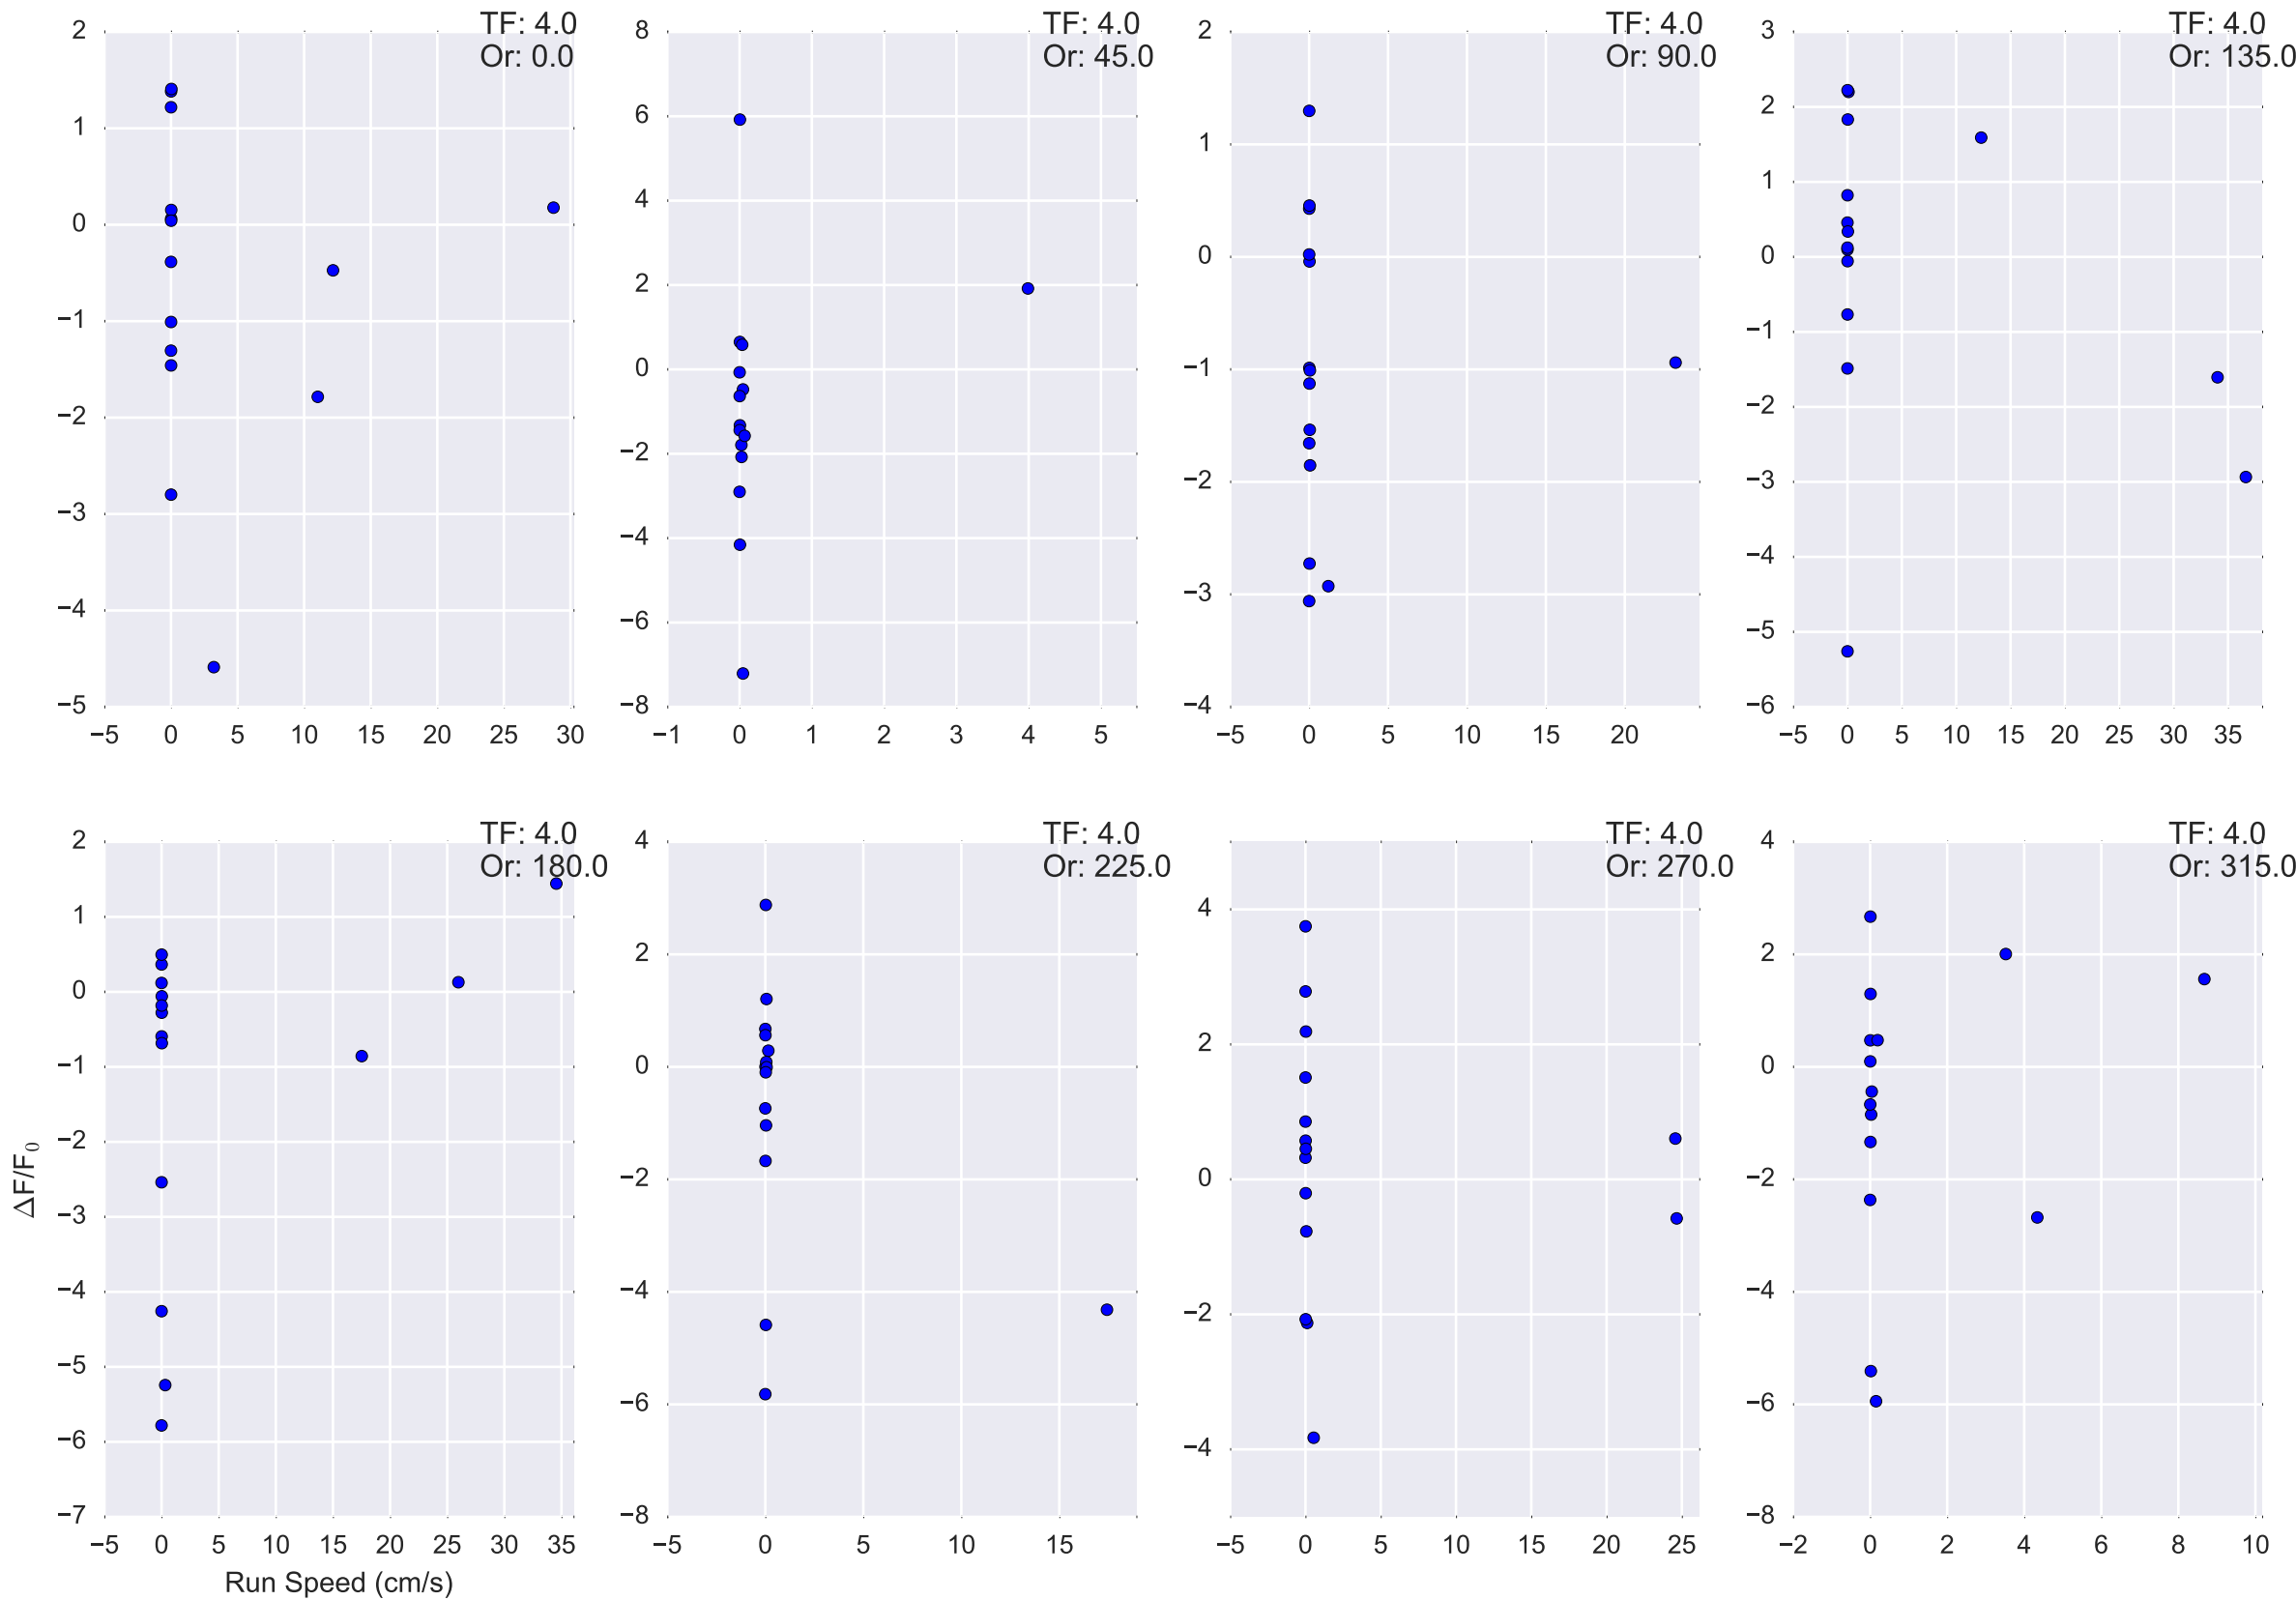 TF: 4.0
Or: 0.0
2
1
0
−1
−2
−3
−4
−5
−5 0 5 10 15 20 25 30
TF: 4.0
Or: 45.0
8
6
4
2
0
−2
−4
−6
−8
−1 0 1 2 3 4 5
TF: 4.0
Or: 90.0
2
1
0
−1
−2
−3
−4
−5 0 5 10 15 20
TF: 4.0
Or: 135.0
3
2
1
0
−1
−2
−3
−4
−5
−6
−5 0 5 10 15 20 25 30 35
TF: 4.0
Or: 180.0
2
1
0
−1
−2
−3
−4
−5
−6
−7
ΔF/F₀
−5 0 5 10 15 20 25 30 35
Run Speed (cm/s)
TF: 4.0
Or: 225.0
4
2
0
−2
−4
−6
−8
−5 0 5 10 15
TF: 4.0
Or: 270.0
4
2
0
−2
−4
−5 0 5 10 15 20 25
TF: 4.0
Or: 315.0
4
2
0
−2
−4
−6
−8
−2 0 2 4 6 8 10